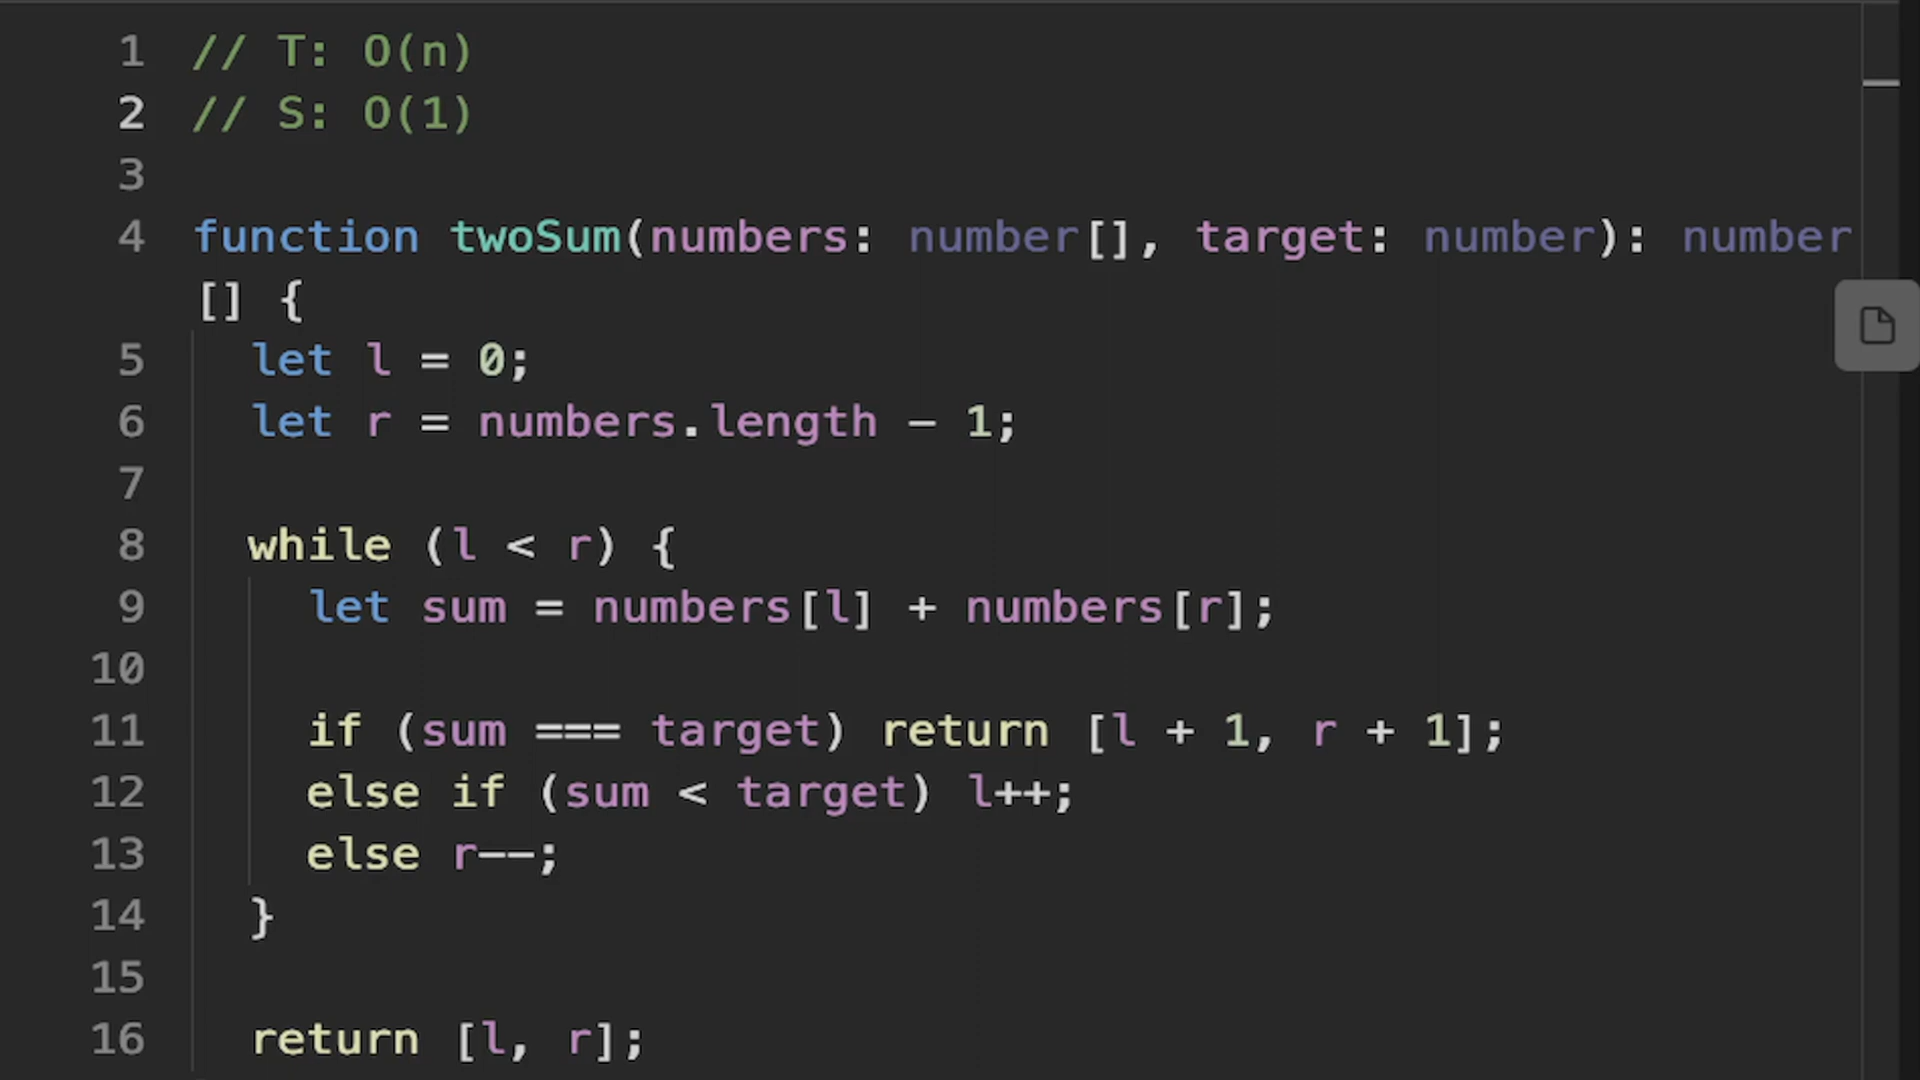 1 // T: O(n)
2 // S: O(1)
3
4 function twoSum(numbers: number[], target: number): number
[] {
5 let l = 0;
6 let r = numbers.length - 1;
7
8 while (l < r) {
9 let sum = numbers[l] + numbers[r];
10
11 if (sum === target) return [l + 1, r + 1];
12 else if (sum < target) l++;
13 else r--;
14 }
15
16 return [l, r];